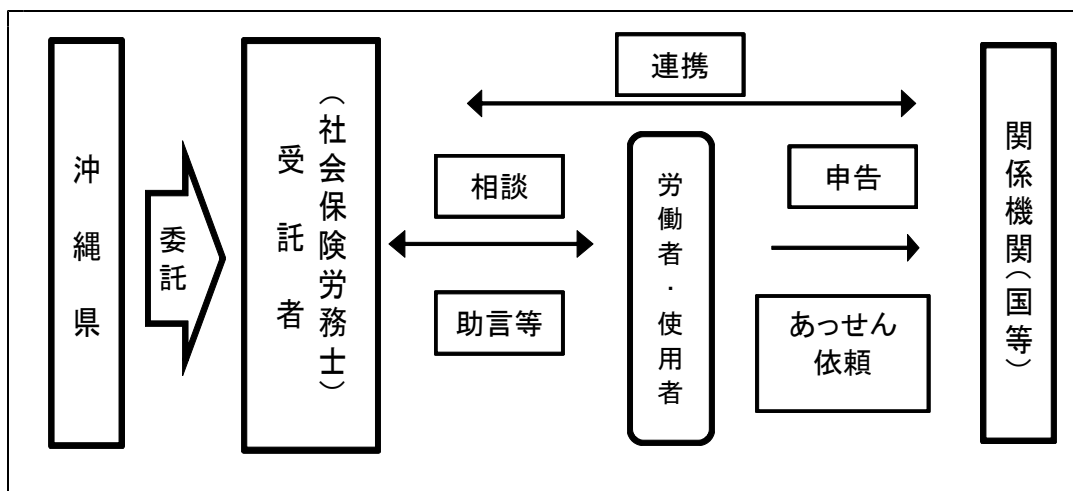 沖縄県
委託
受託者
（社会保険労務士）
連携
相談
助言等
労働者・使用者
申告
あっせん
依頼
関係機関（国等）